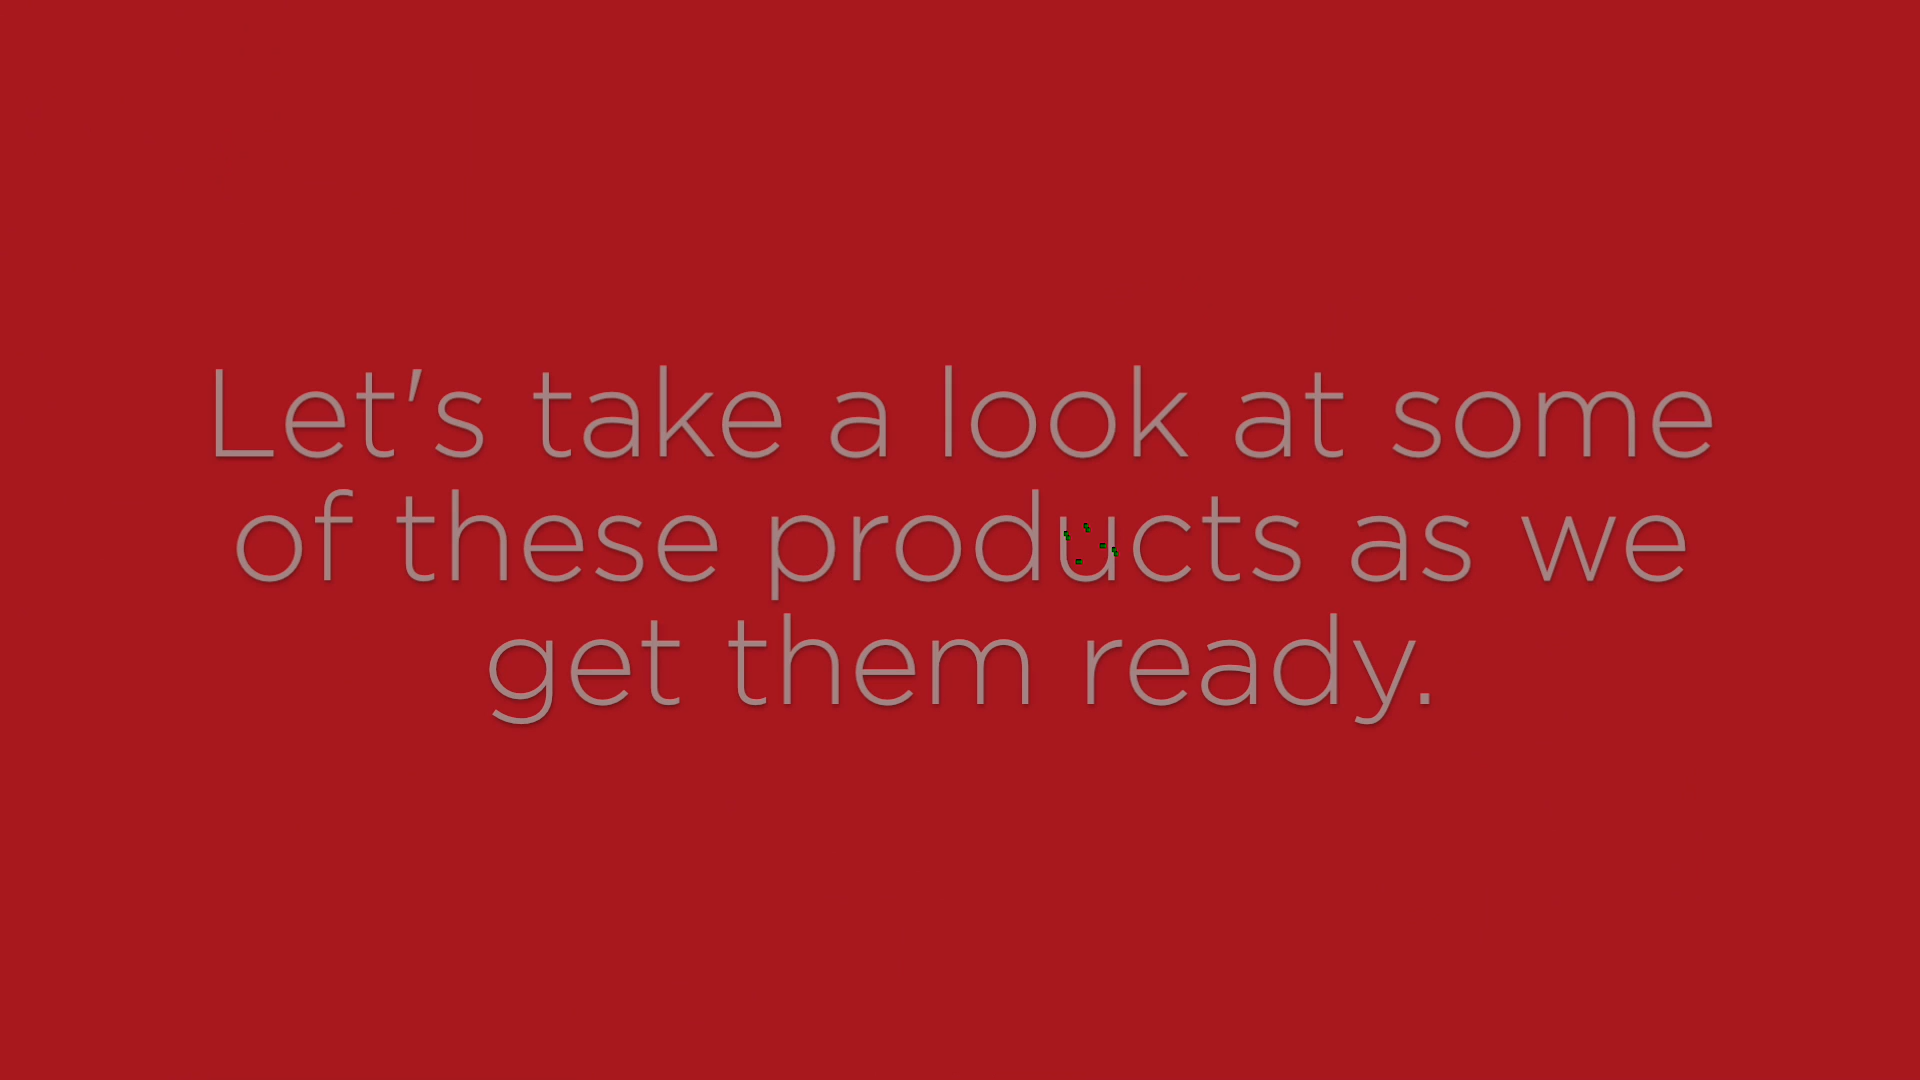 Let's take a look at some
of these products as we
get them ready.